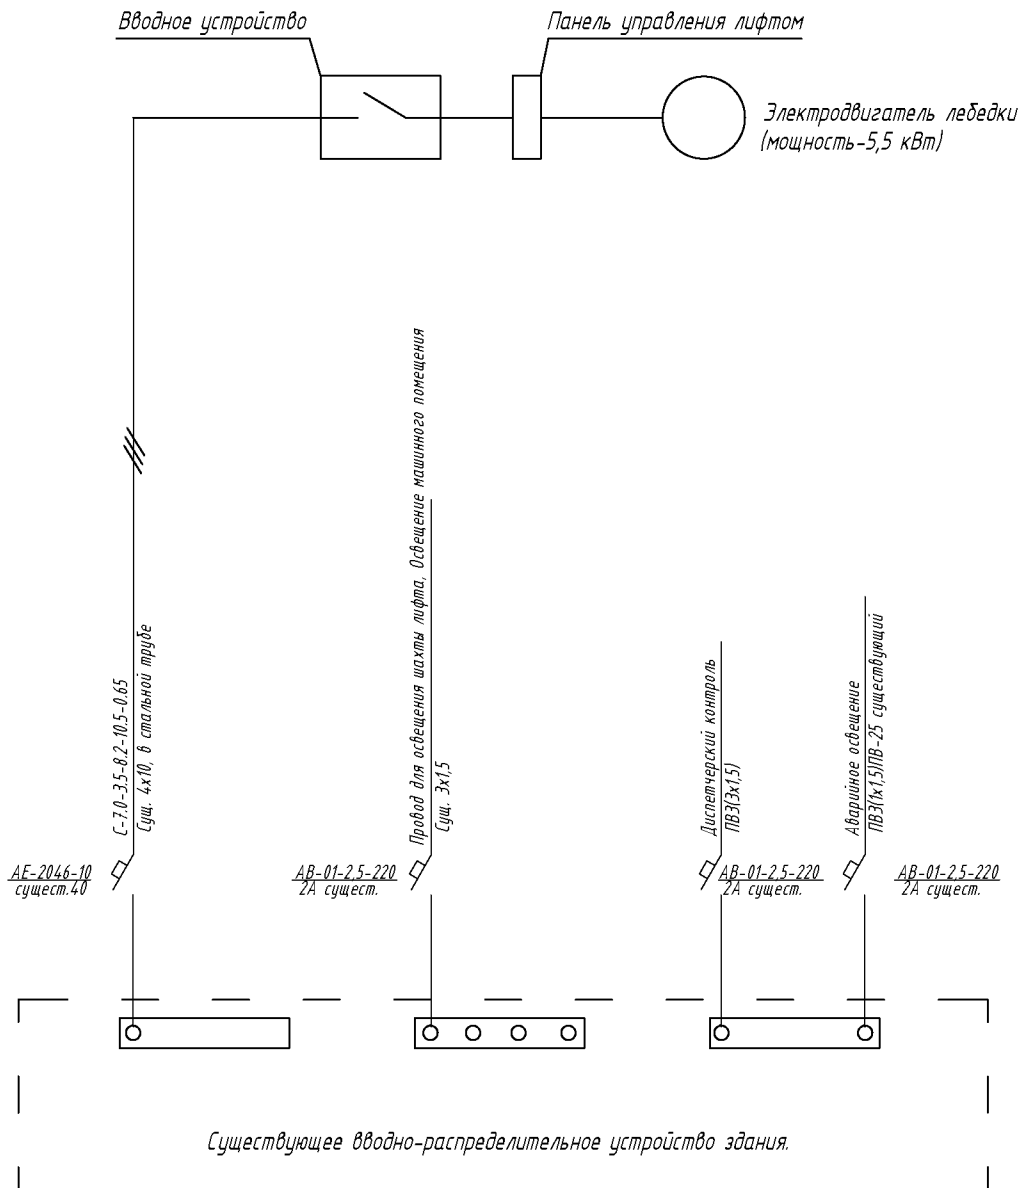 Вводное устройство
Панель управления лифтом
Электродвигатель лебедки
(мощность-5,5 кВт)
С-7.0-3.5-8.2-10.5-0.65
Сущ. 4х10, в стальной трубе
Провод для освещения шахты лифта, Освещение машинного помещения
Сущ. 3х1,5
Диспетчерский контроль
ПВ3(3х1,5)
Аварийное освещение
ПВ3(1х1,5)ПВ-25 существующий
АЕ-2046-10
сущест.40
АВ-01-2,5-220
2А сущест.
АВ-01-2,5-220
2А сущест.
АВ-01-2,5-220
2А сущест.
Существующее вводно-распределительное устройство здания.